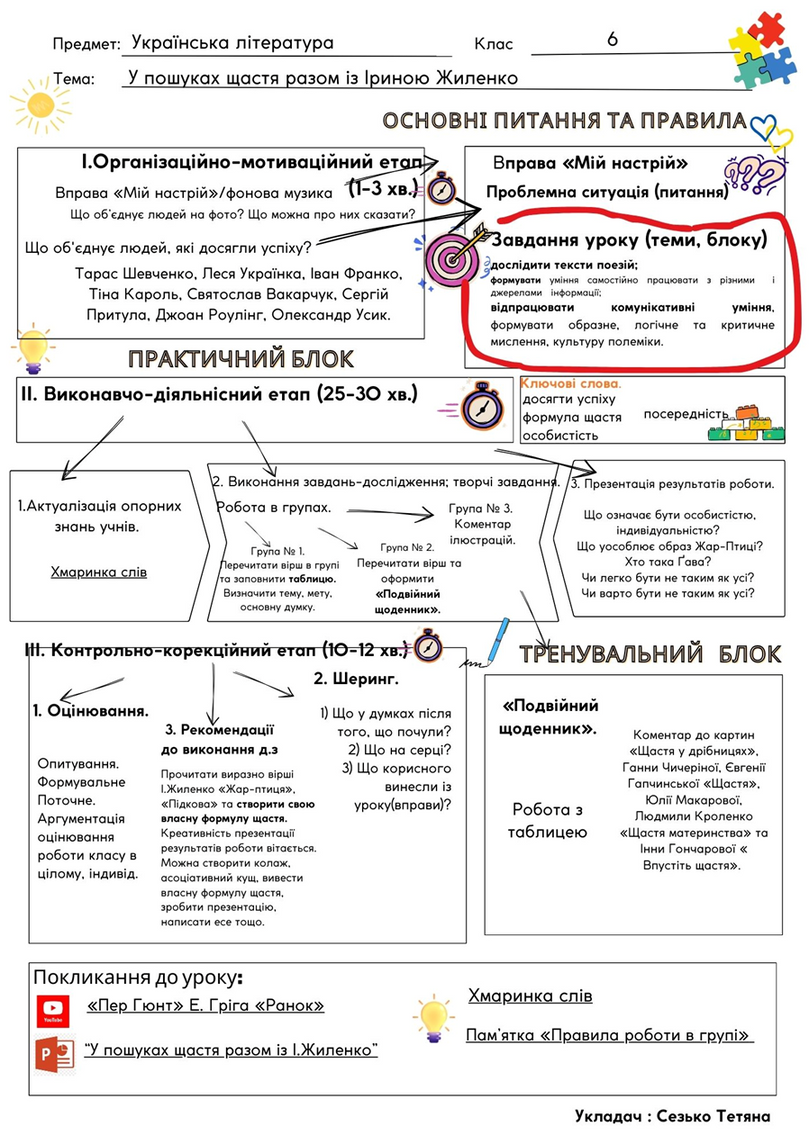 Предмет: Українська література Клас 6
Тема: У пошуках щастя разом із Іриною Жиленко
ОСНОВНІ ПИТАННЯ ТА ПРАВИЛА
I.Організаційно-мотиваційний етап
(1-3 хв.)
Вправа «Мій настрій»/фонова музика
Що об'єднує людей на фото? Що можна про них сказати?
Що об'єднує людей, які досягли успіху?
Тарас Шевченко, Леся Українка, Іван Франко,
Тіна Кароль, Святослав Вакарчук, Сергій
Притула, Джоан Роулінг, Олександр Усик.
Вправа «Мій настрій»
Проблемна ситуація (питання)
Завдання уроку (теми, блоку)
дослідити тексти поезій;
формувати уміння самостійно працювати з різними і
джерелами інформації;
відпрацювати комунікативні уміння,
формувати образне, логічне та критичне
мислення, культуру полеміки.
ПРАКТИЧНИЙ БЛОК
II. Виконавчо-діяльнісний етап (25-30 хв.)
Ключові слова.
досягти успіху
формула щастя
особистість
посередність
1.Актуалізація опорних
знань учнів.
Хмаринка слів
2. Виконання завдань-дослідження; творчі завдання.
Робота в групах.
Група № 1.
Перечитати вірш в групі
та заповнити таблицю.
Визначити тему, мету,
основну думку.
Група № 2.
Перечитати вірш та
оформити
«Подвійний
щоденник».
Група № 3.
Коментар
ілюстрацій.
3. Презентація результатів роботи.
Що означає бути особистістю,
індивідуальністю?
Що уособлює образ Жар-Птиці?
Хто така Ґава?
Чи легко бути не таким як усі?
Чи варто бути не таким як усі?
III. Контрольно-корекційний етап (10-12 хв.)
1. Оцінювання.
Опитування.
Формувальне
Поточне.
Аргументація
оцінювання
роботи класу в
цілому, індивід.
3. Рекомендації
до виконання д.з
Прочитати виразно вірші
І.Жиленко «Жар-птиця»,
«Підкова» та створити свою
власну формулу щастя.
Креативність презентації
результатів роботи вітається.
Можна створити колаж,
асоціативний кущ, вивести
власну формулу щастя,
зробити презентацію,
написати есе тощо.
2. Шеринг.
1) Що у думках після
того, що почули?
2) Що на серці?
3) Що корисного
винесли із
уроку(вправи)?
ТРЕНУВАЛЬНИЙ БЛОК
«Подвійний
щоденник».
Робота з
таблицею
Коментар до картин
«Щастя у дрібницях»,
Ганни Чичеріної, Євгенії
Гапчинської «Щастя»,
Юлії Макарової,
Людмили Кроленко
«Щастя материнства» та
Інни Гончарової «
Впустіть щастя».
Покликання до уроку:
YouTube
«Пер Гюнт» Е. Гріга «Ранок»
P
"У пошуках щастя разом із І.Жиленко"
Хмаринка слів
Пам'ятка «Правила роботи в групі»
Укладач : Сезько Тетяна